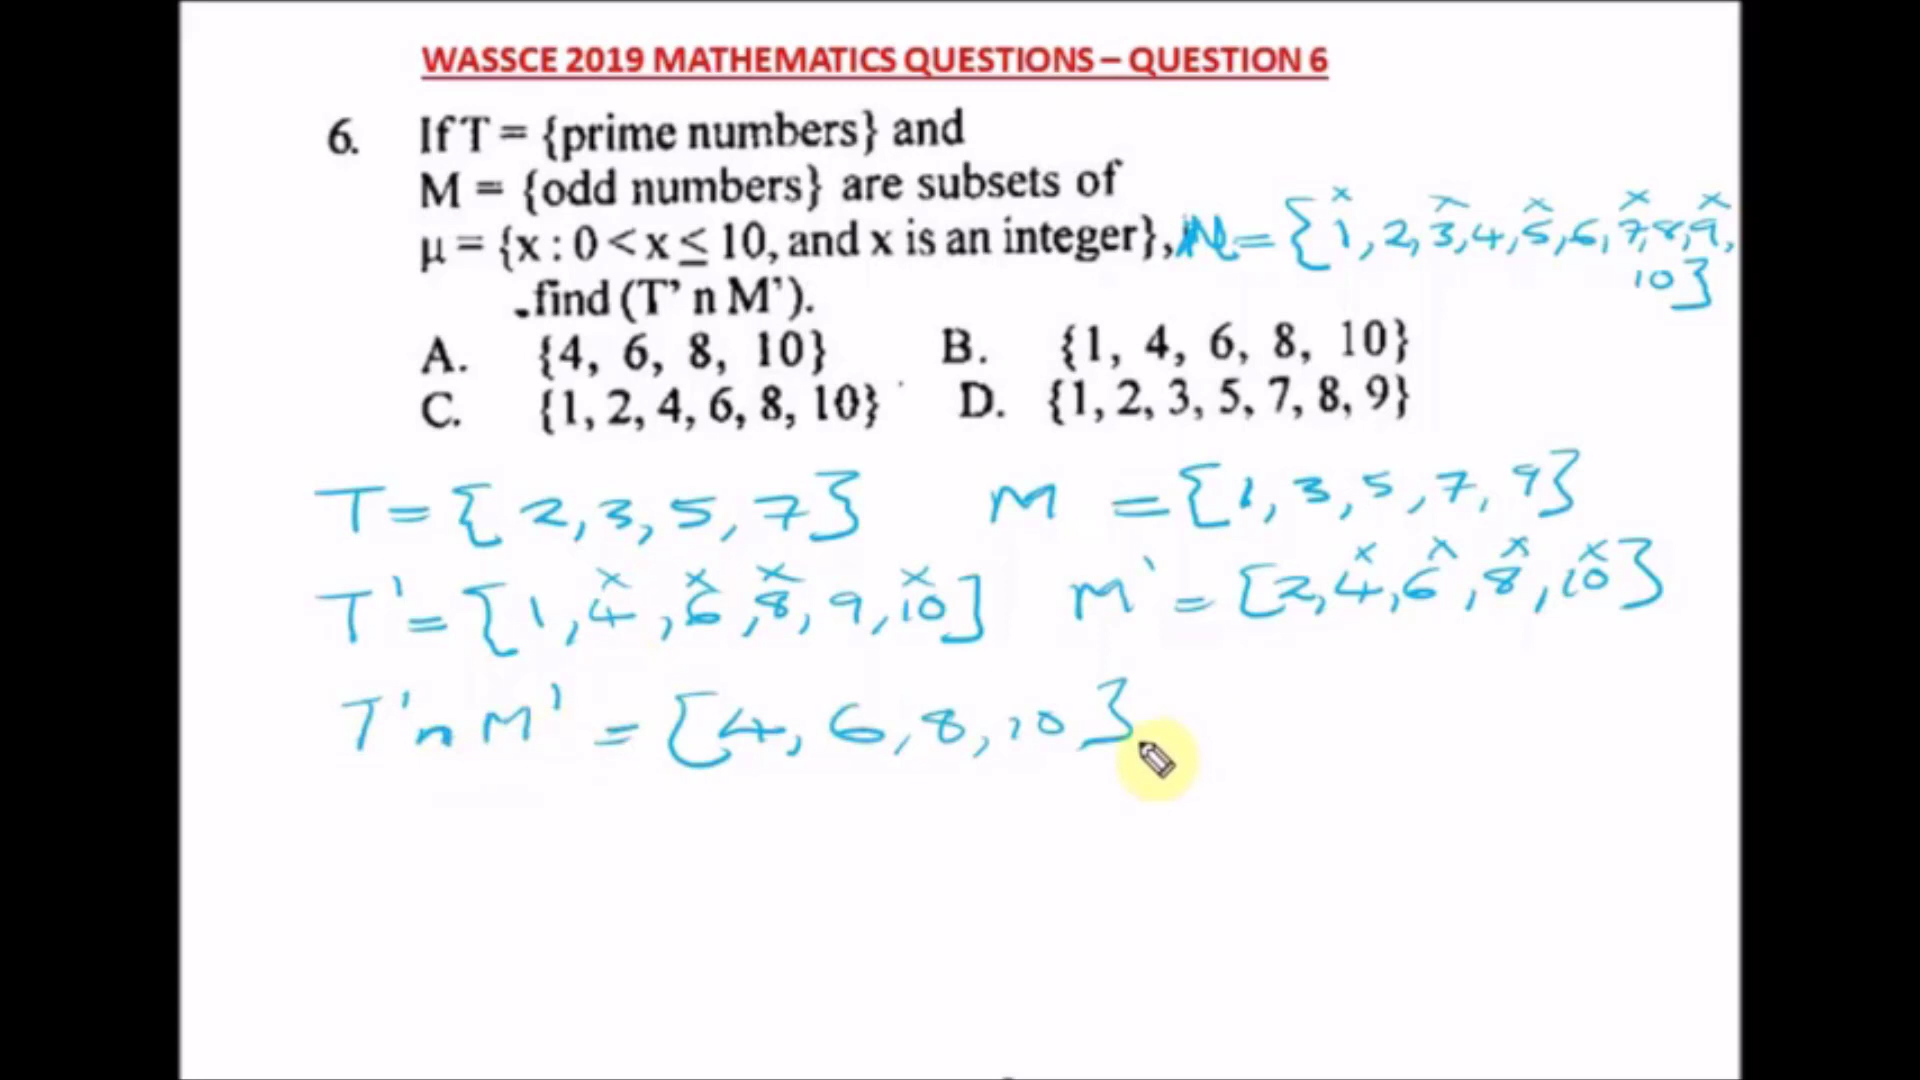 WASSCE 2019 MATHEMATICS QUESTIONS – QUESTION 6
6. If T = {prime numbers} and
M = {odd numbers} are subsets of
μ = {x : 0 < x ≤ 10, and x is an integer},
find (T' n M').
μ = {1, 2, 3, 4, 5, 6, 7, 8, 9,
10}
A. {4, 6, 8, 10} B. {1, 4, 6, 8, 10}
C. {1, 2, 4, 6, 8, 10} D. {1, 2, 3, 5, 7, 8, 9}
T = { 2, 3, 5, 7} M = {1, 3, 5, 7, 9}
T' = {1, 4, 6, 8, 9, 10} M' = {2, 4, 6, 8, 10}
T' n M' = {4, 6, 8, 10}